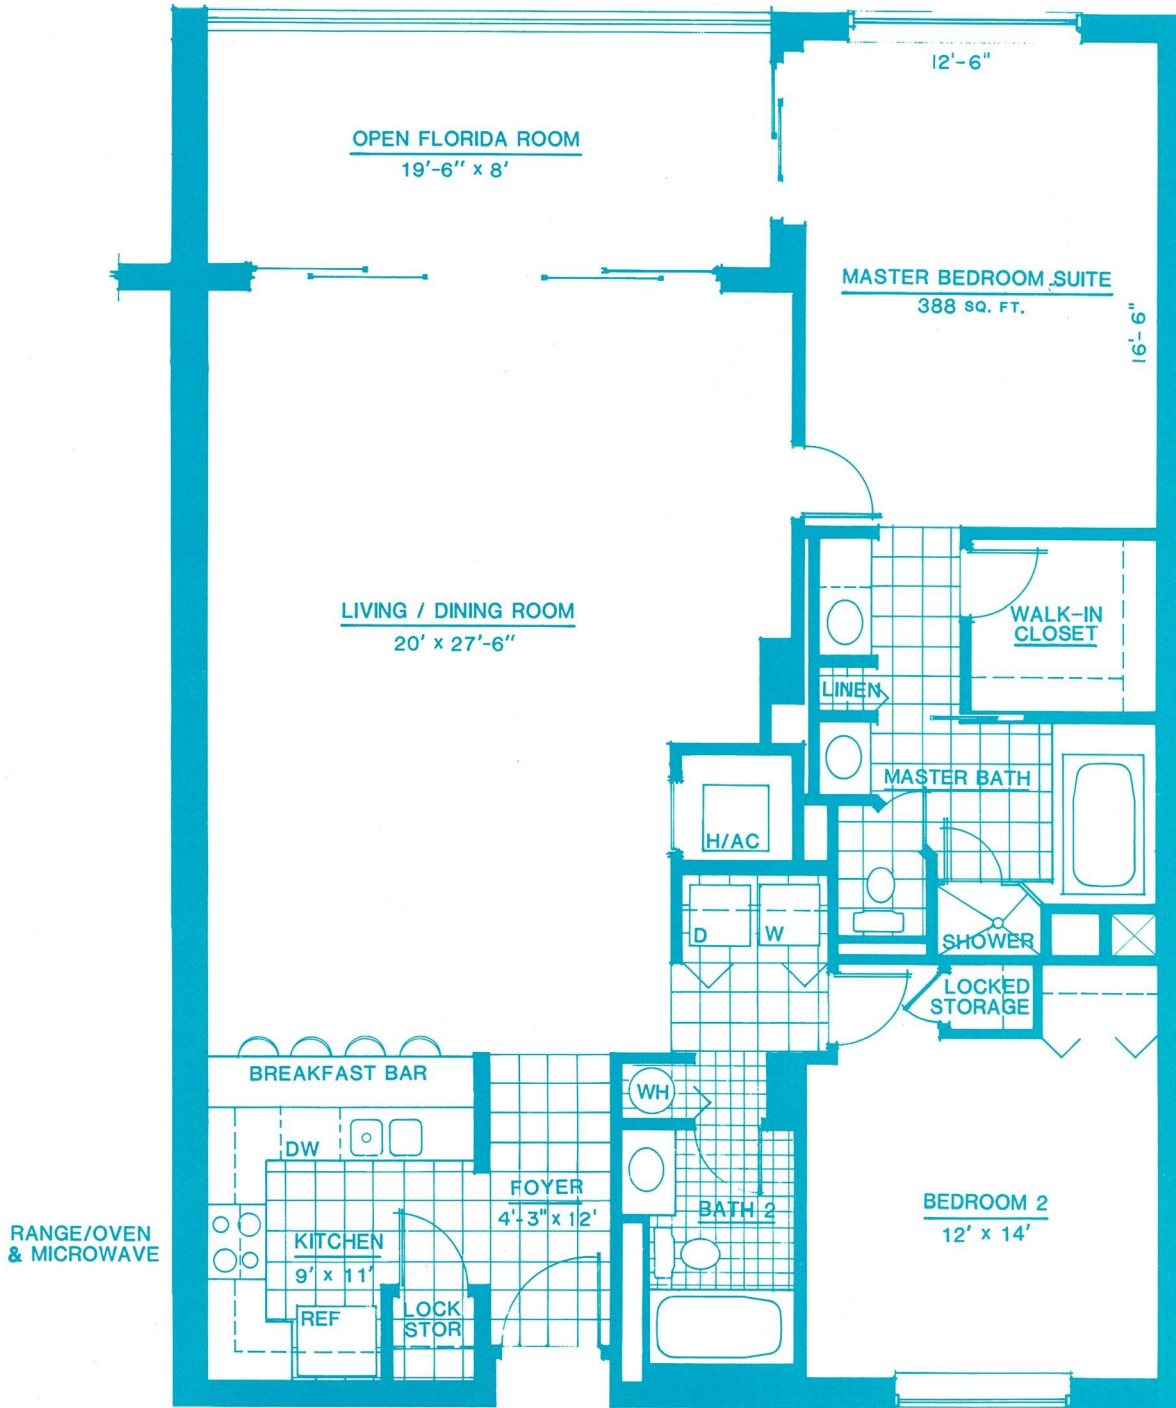 12'-6"
OPEN FLORIDA ROOM
19'-6" x 8'
MASTER BEDROOM SUITE
388 SQ. FT.
16'-6"
LIVING / DINING ROOM
20' x 27'-6"
WALK-IN
CLOSET
LINEN
MASTER BATH
H/AC
D
W
SHOWER
LOCKED
STORAGE
BREAKFAST BAR
WH
DW
FOYER
4'-3" x 12'
BATH 2
BEDROOM 2
12' x 14'
RANGE/OVEN
& MICROWAVE
KITCHEN
9' x 11'
REF
LOCK
STOR